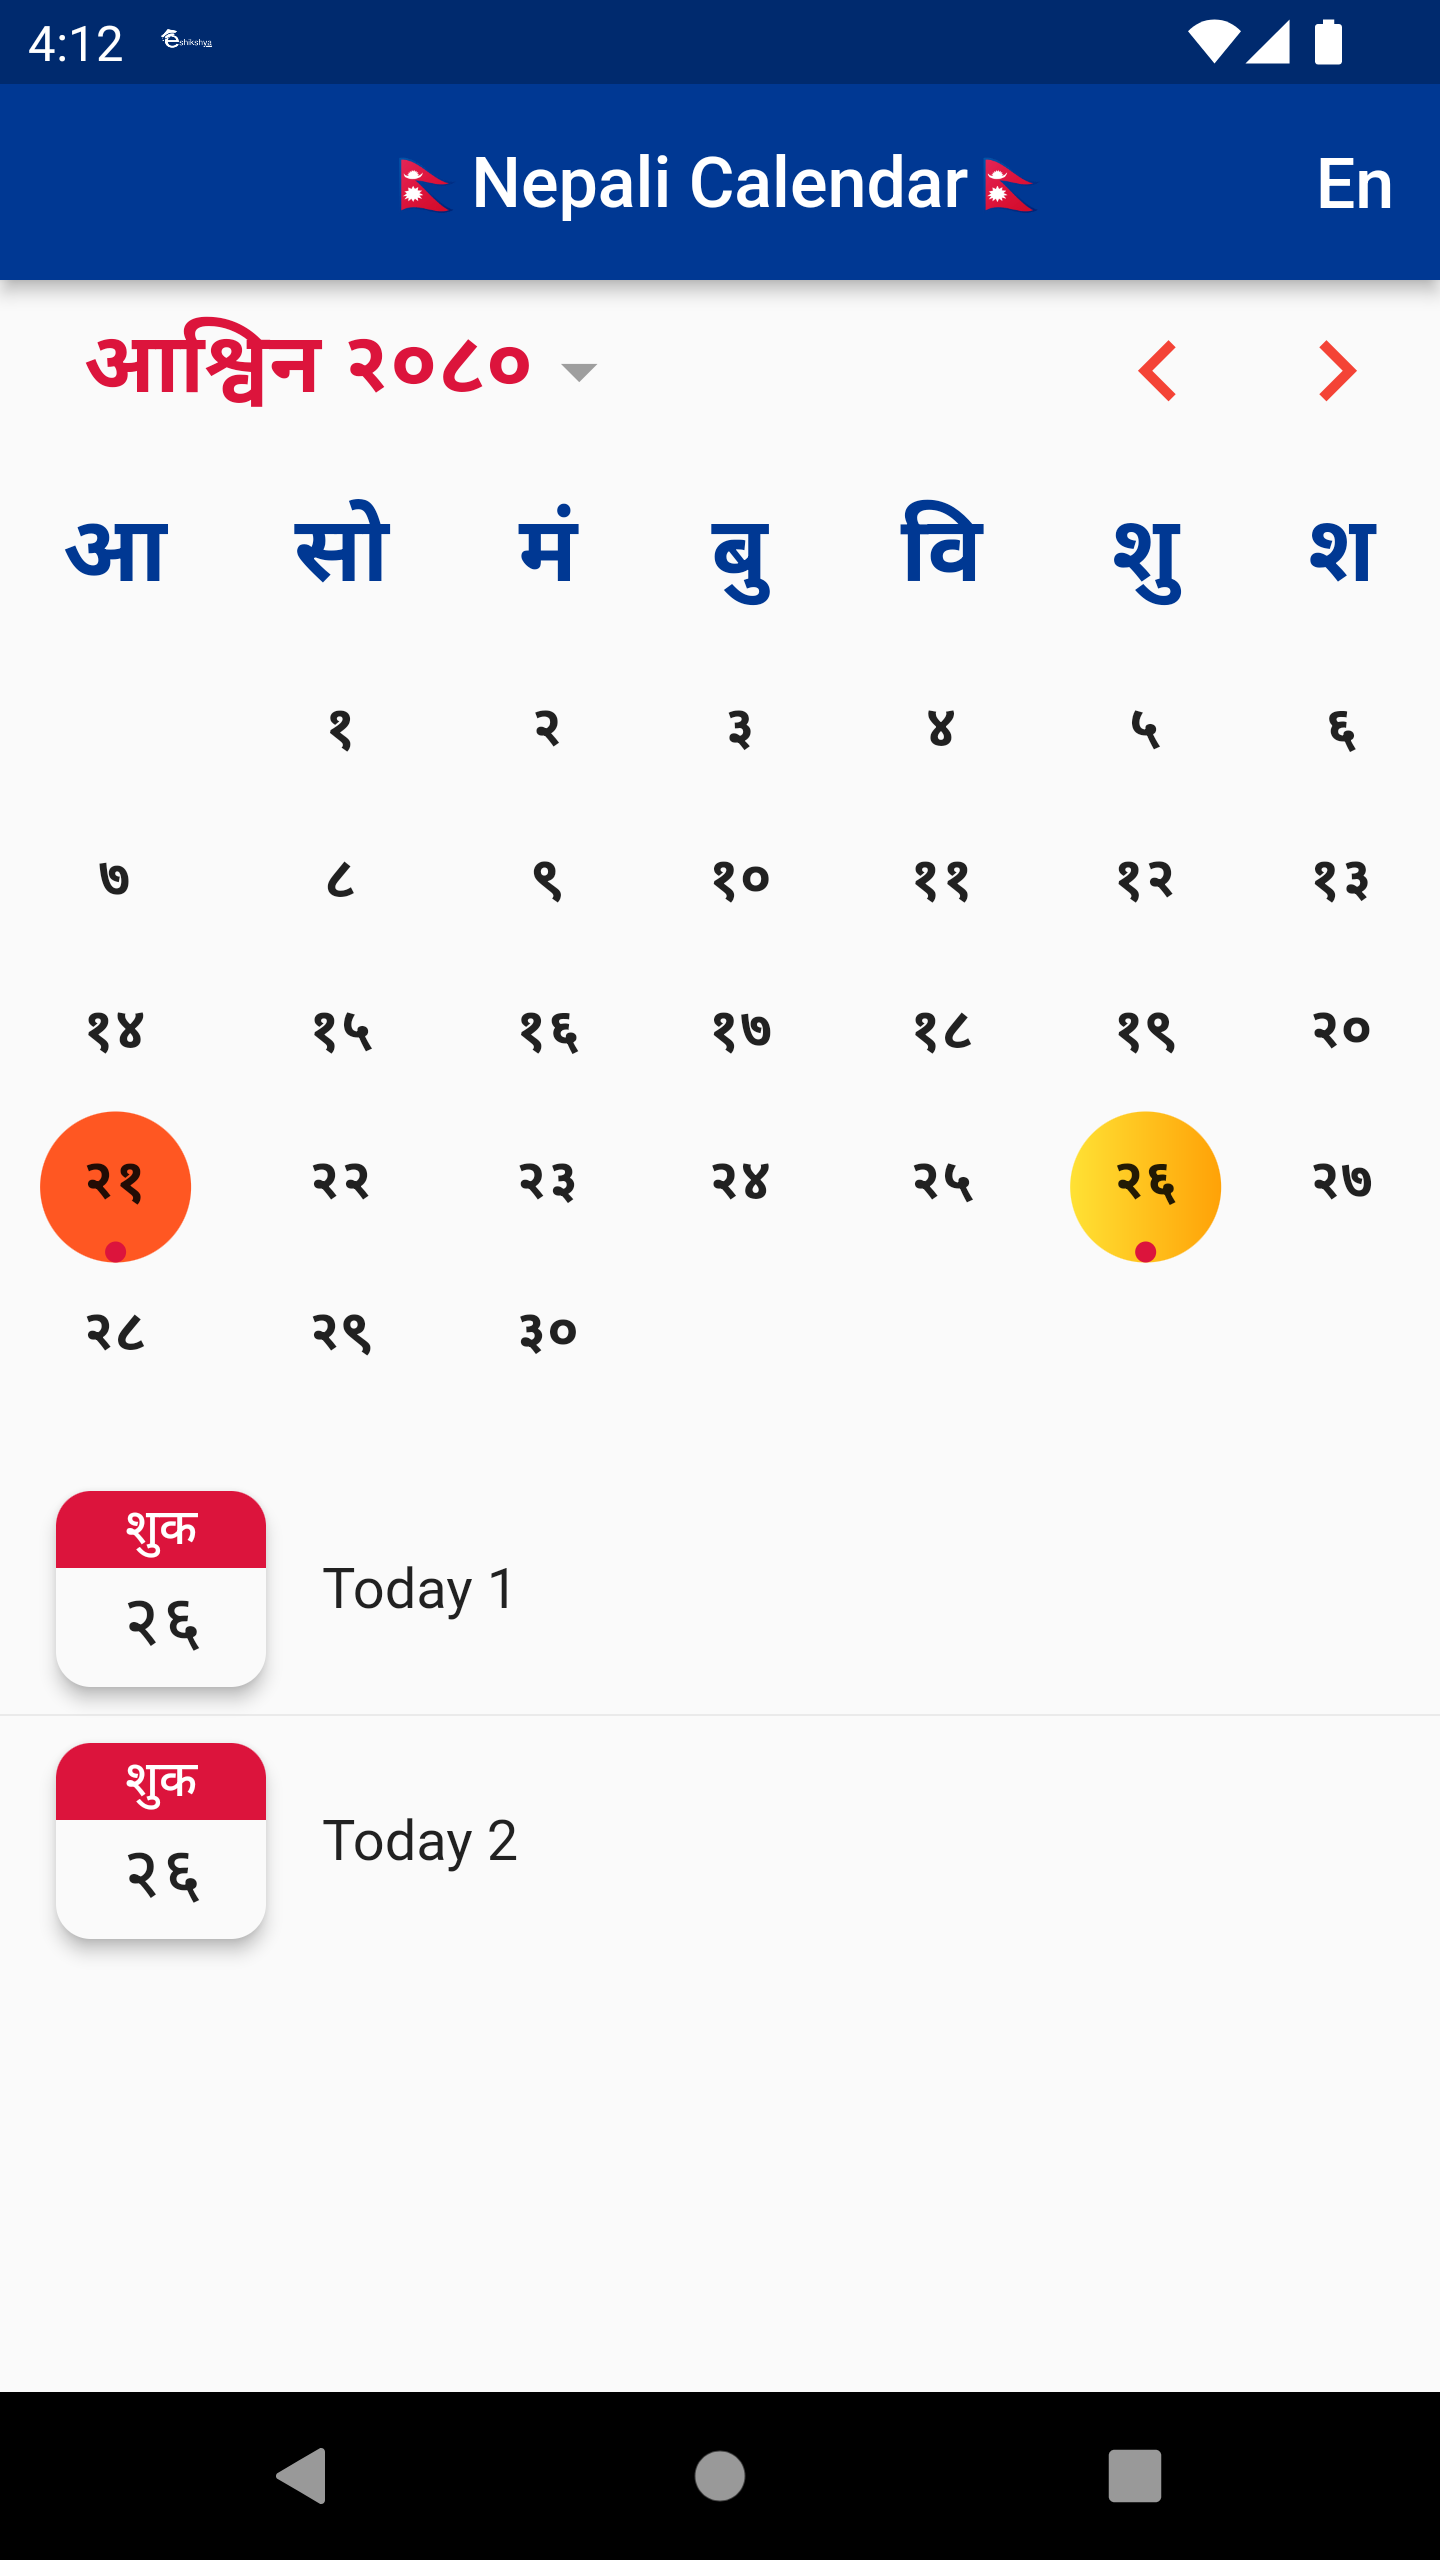 4:12 eshikshya
Nepali Calendar En
आश्विन २०८०
आ सो मं बु वि शु श
१ २ ३ ४ ५ ६
७ ८ ९ १० ११ १२ १३
१४ १५ १६ १७ १८ १९ २०
२१ २२ २३ २४ २५ २६ २७
२८ २९ ३०
शुक
२६
Today 1
शुक
२६
Today 2